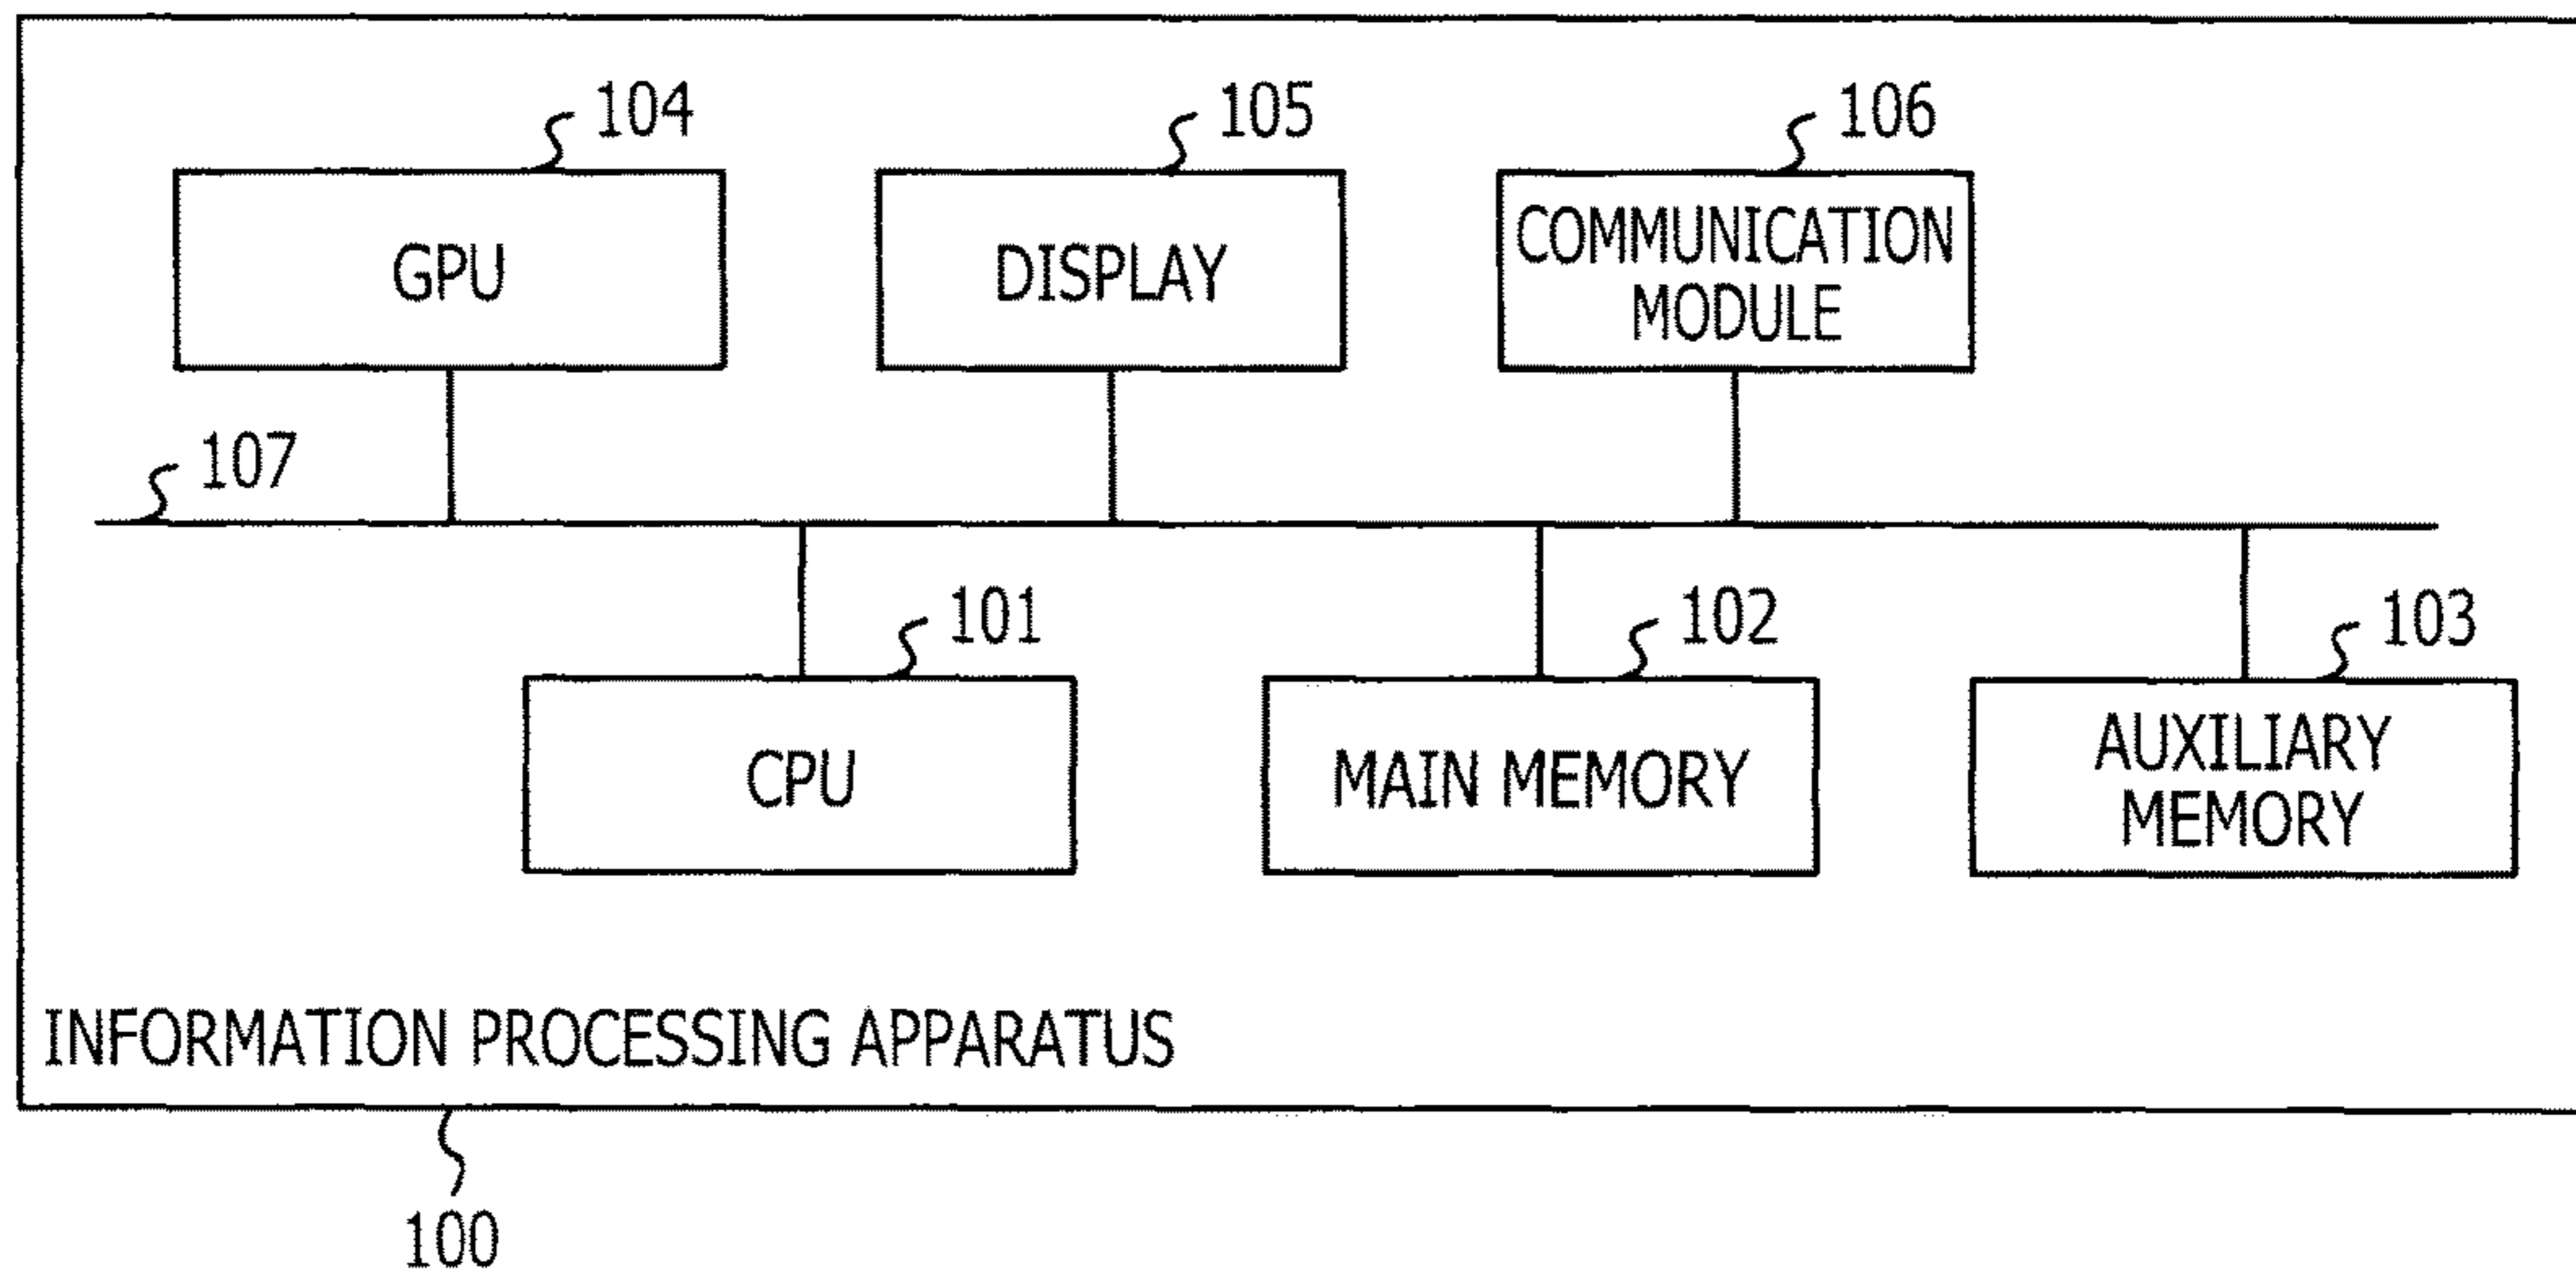 104
105
106
GPU
DISPLAY
COMMUNICATION
MODULE
107
101
102
103
CPU
MAIN MEMORY
AUXILIARY
MEMORY
INFORMATION PROCESSING APPARATUS
100